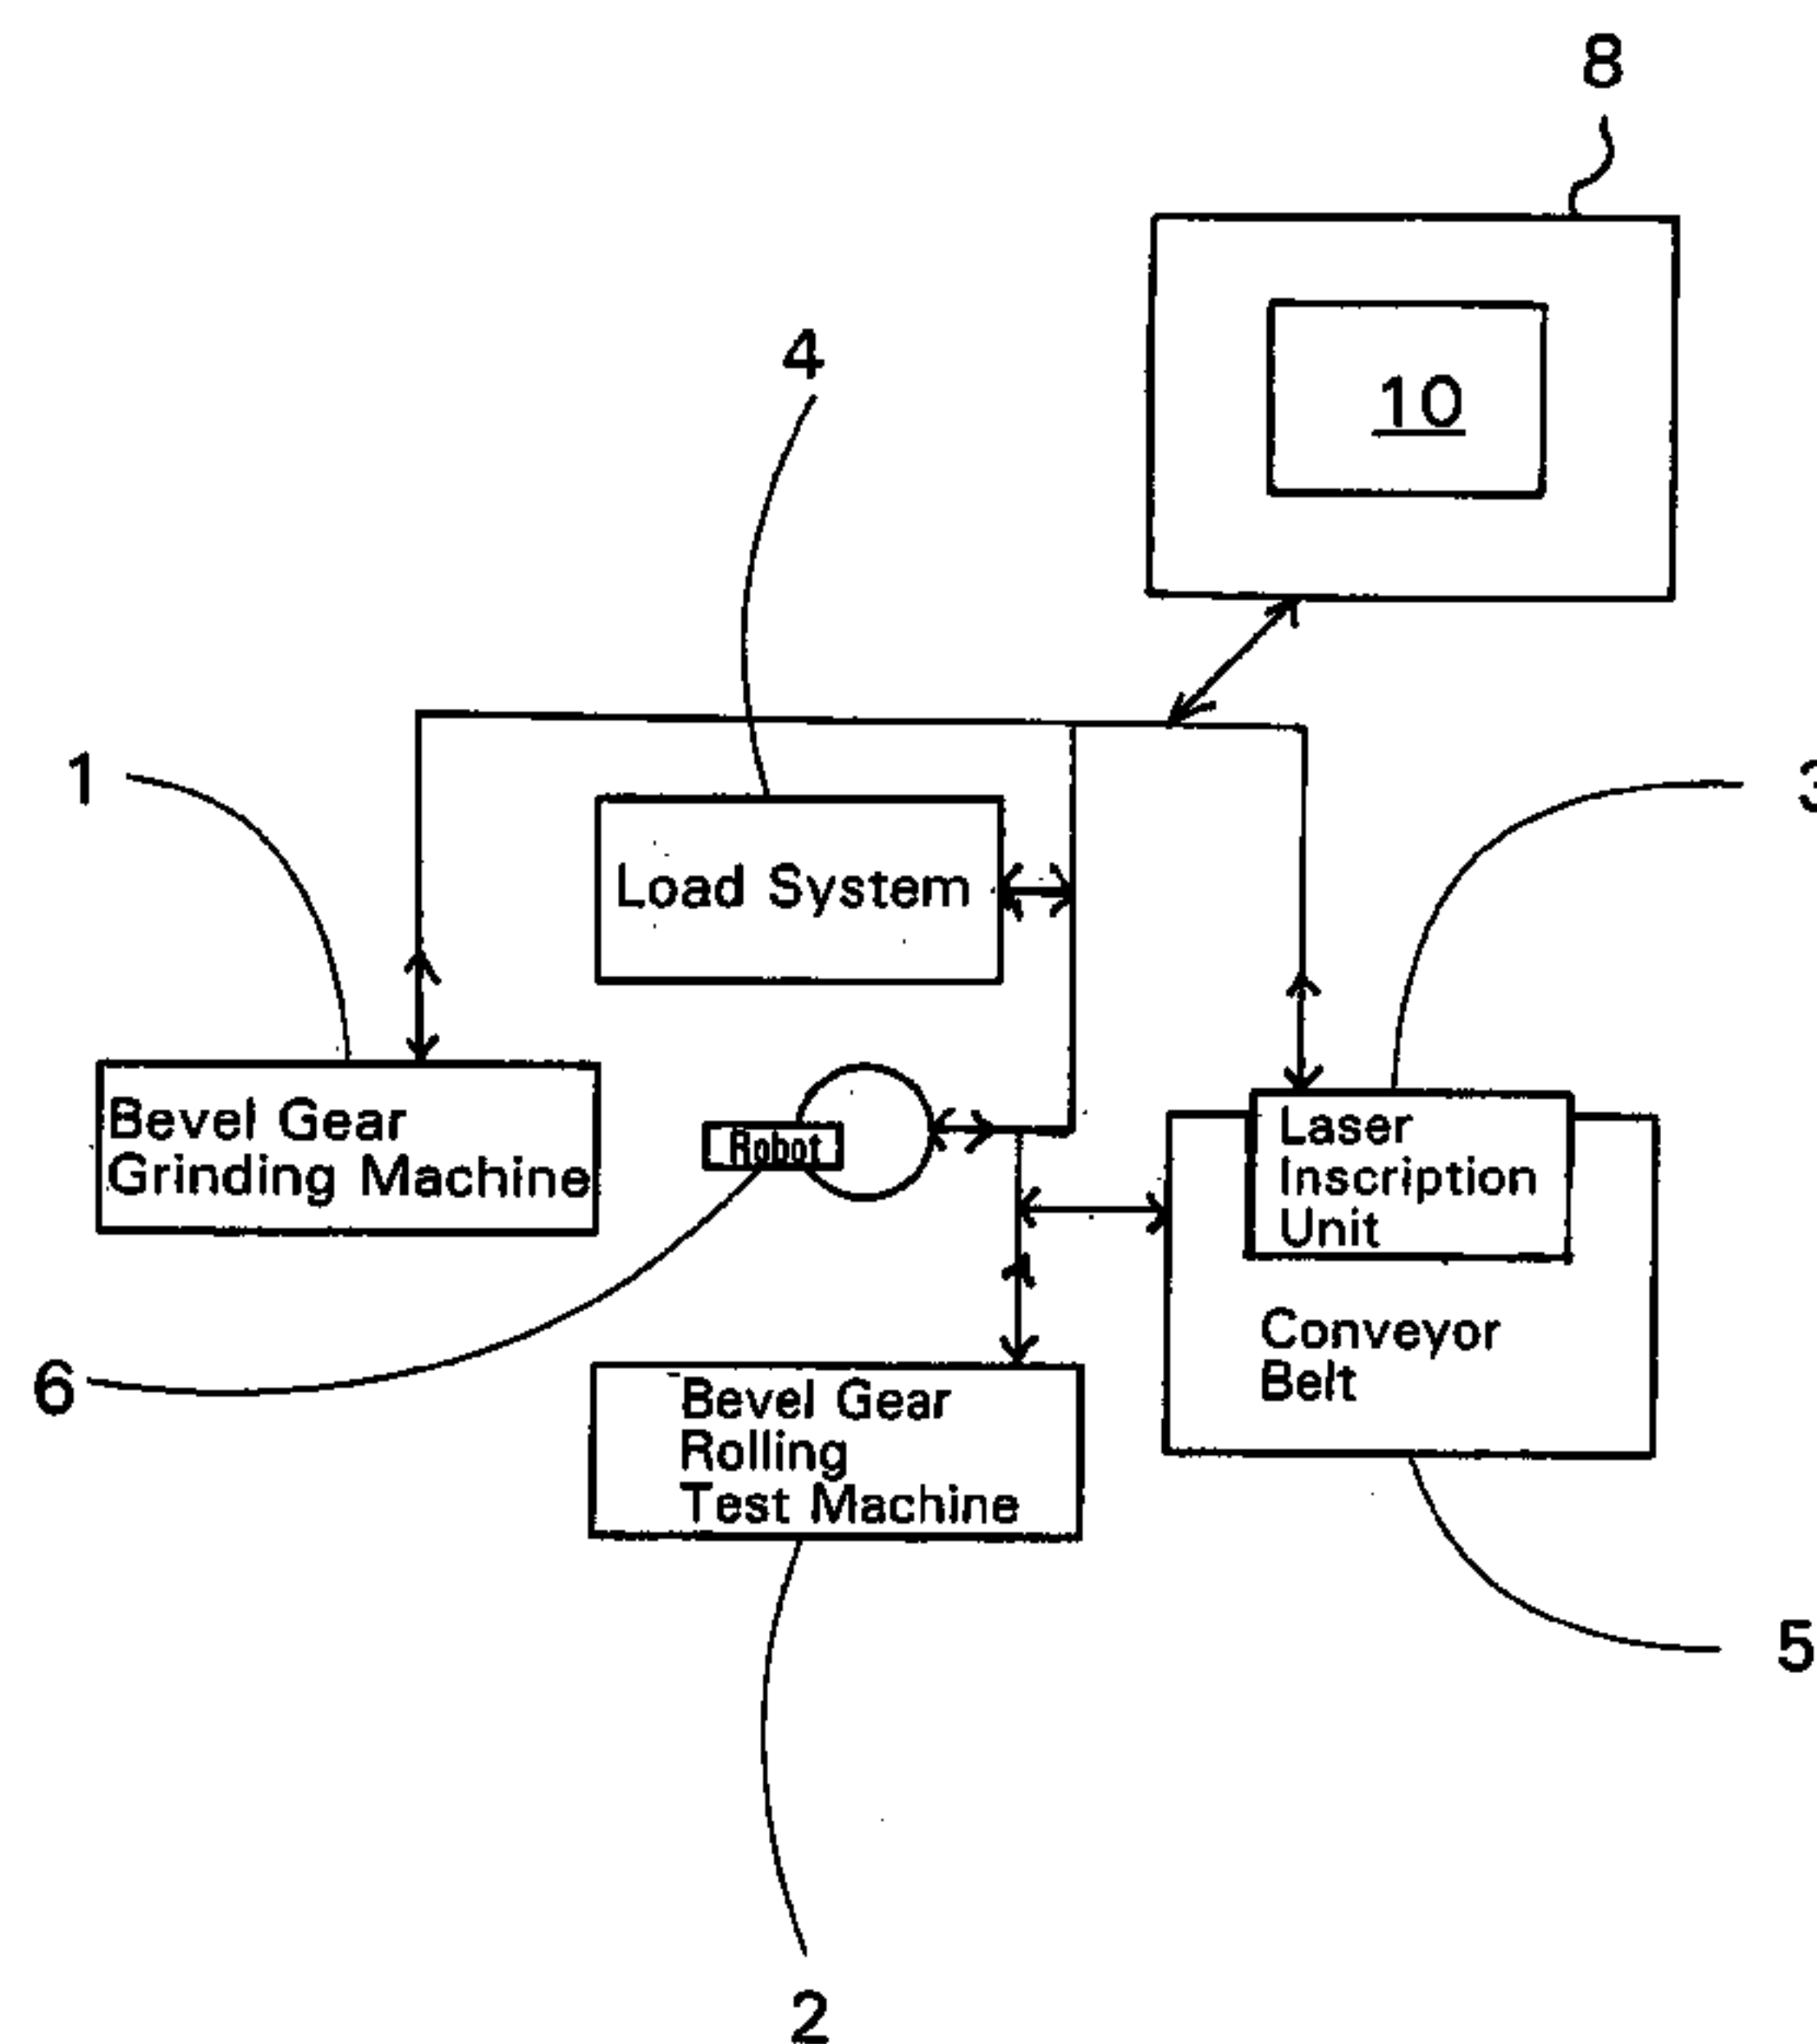 8
4
10
1
3
Load System
Bevel Gear
Grinding Machine
Robot
Laser
Inscription
Unit
Conveyor
Belt
6
Bevel Gear
Rolling
Test Machine
5
2